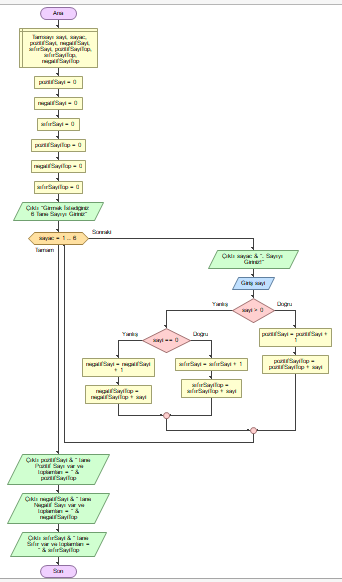 Ana
Tamsayı sayi, sayac,
pozitifSayi, negatifSayi,
sıfırSayi, pozitifSayiTop,
sıfırSayiTop,
negatifSayiTop
pozitifSayi = 0
negatifSayi = 0
sıfırSayi = 0
pozitifSayiTop = 0
negatifSayiTop = 0
sıfırSayiTop = 0
Çıktı "Girmek İstediğiniz
6 Tane Sayıyı Giriniz"
sayac = 1 .. 6
Sonraki
Tamam
Çıktı sayac & ". Sayıyı
Giriniz!"
Giriş sayi
Yanlış
sayi > 0
Doğru
Yanlış
sayi == 0
Doğru
pozitifSayi = pozitifSayi +
1
negatifSayi = negatifSayi
+ 1
sıfırSayi = sıfırSayi + 1
pozitifSayiTop =
pozitifSayiTop + sayi
negatifSayiTop =
negatifSayiTop + sayi
sıfırSayiTop =
sıfırSayiTop + sayi
Çıktı pozitifSayi & " tane
Pozitif Sayı var ve
toplamları = " &
pozitifSayiTop
Çıktı negatifSayi & " tane
Negatif Sayı var ve
toplamları = " &
negatifSayiTop
Çıktı sıfırSayi & " tane
Sıfır var ve toplamları =
" & sıfırSayiTop
Son